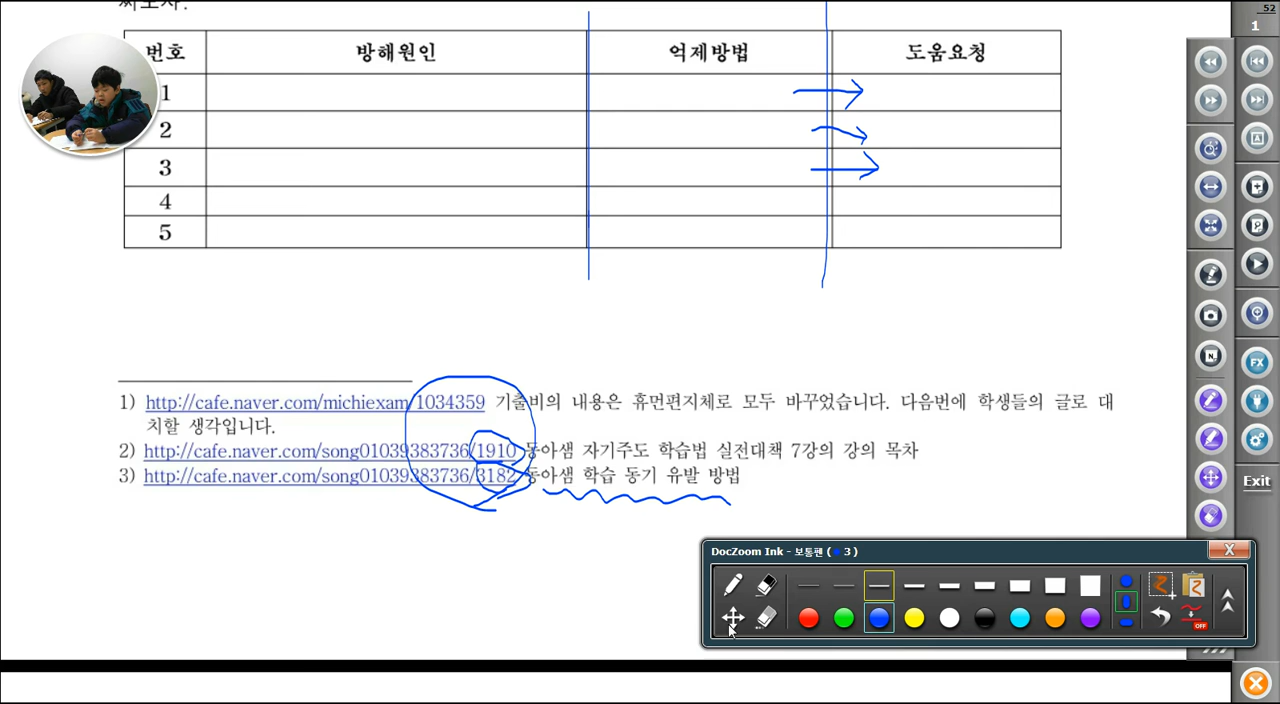 써보자.
번호 방해원인 억제방법 도움요청
1
2
3
4
5
1) http://cafe.naver.com/michiexam/1034359 기출비의 내용은 휴먼편지체로 모두 바꾸었습니다. 다음번에 학생들의 글로 대
치할 생각입니다.
2) http://cafe.naver.com/song01039383736/1910 동아샘 자기주도 학습법 실전대책 7강의 강의 목차
3) http://cafe.naver.com/song01039383736/3182 동아샘 학습 동기 유발 방법
DocZoom Ink - 보통펜 ( 3 )
X
OFF
52
1
A
N
FX
Exit